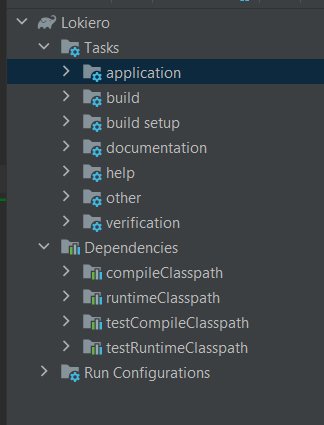 Lokiero
Tasks
application
build
build setup
documentation
help
other
verification
Dependencies
compileClasspath
runtimeClasspath
testCompileClasspath
testRuntimeClasspath
Run Configurations